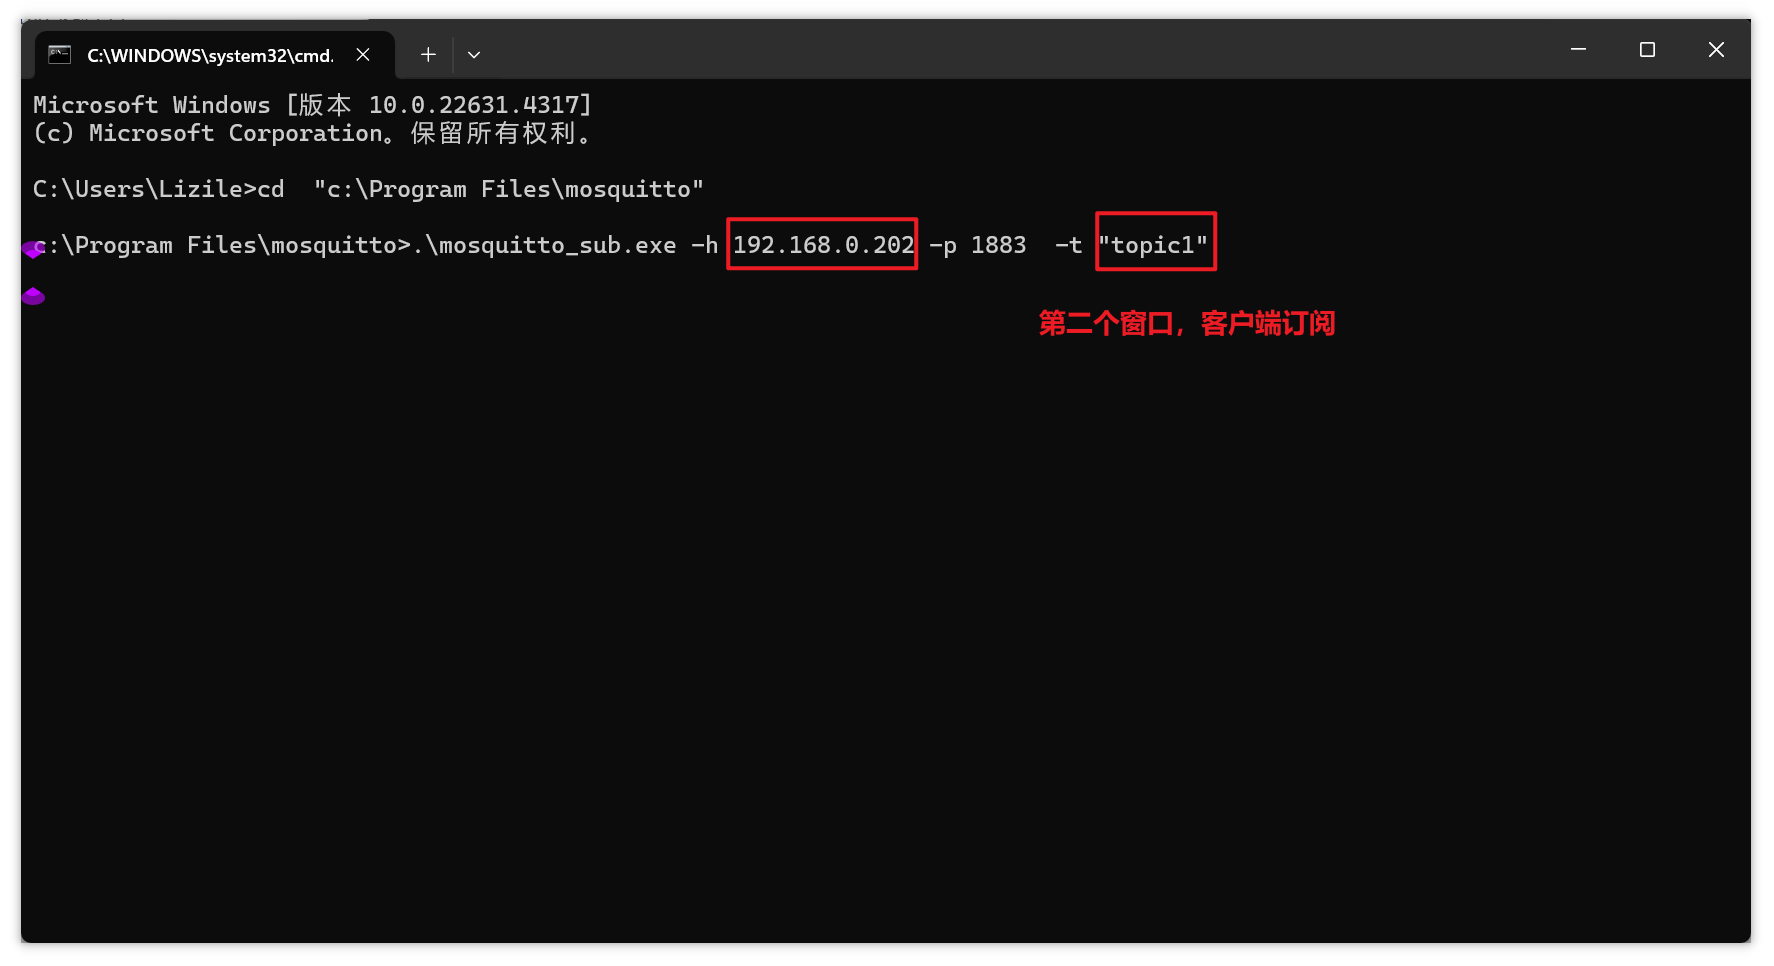 C:\WINDOWS\system32\cmd.
Microsoft Windows [版本 10.0.22631.4317]
(c) Microsoft Corporation。保留所有权利。
C:\Users\Lizile>cd  "c:\Program Files\mosquitto"
c:\Program Files\mosquitto>.\mosquitto_sub.exe -h 192.168.0.202 -p 1883  -t "topic1"
第二个窗口，客户端订阅